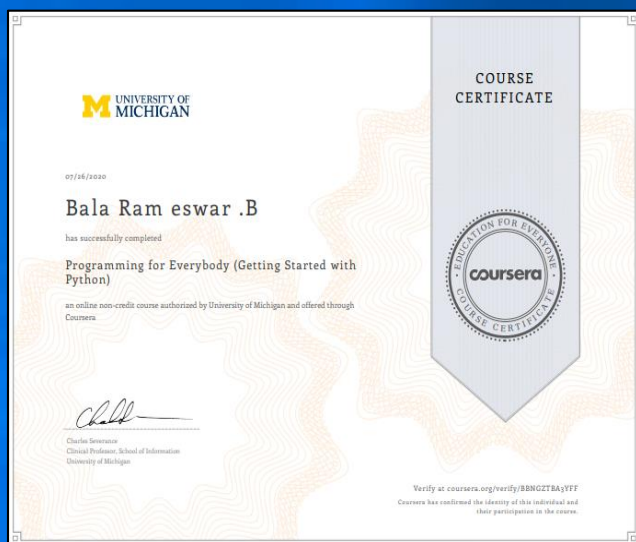 UNIVERSITY OF
MICHIGAN
COURSE
CERTIFICATE
07/26/2020
Bala Ram eswar .B
has successfully completed
Programming for Everybody (Getting Started with
Python)
an online non-credit course authorized by University of Michigan and offered through
Coursera
EDUCATION FOR EVERYONE
coursera
COURSE CERTIFICATE
Charles Severance
Clinical Professor, School of Information
University of Michigan
Verify at coursera.org/verify/BBNGZTBA3YFF
Coursera has confirmed the identity of this individual and
their participation in the course.